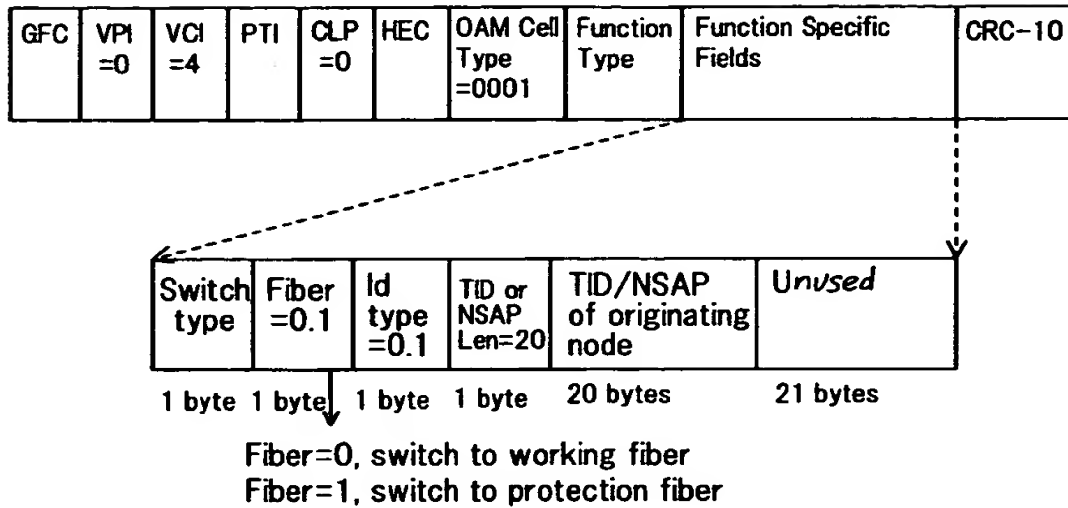 GFC
VPI
=0
VCI
=4
PTI
CLP
=0
HEC
OAM Cell
Type
=0001
Function
Type
Function Specific
Fields
CRC-10
Switch
type
Fiber
=0.1
Id
type
=0.1
TID or
NSAP
Len=20
TID/NSAP
of originating
node
Unused
1 byte
1 byte
1 byte
1 byte
20 bytes
21 bytes
Fiber=0, switch to working fiber
Fiber=1, switch to protection fiber